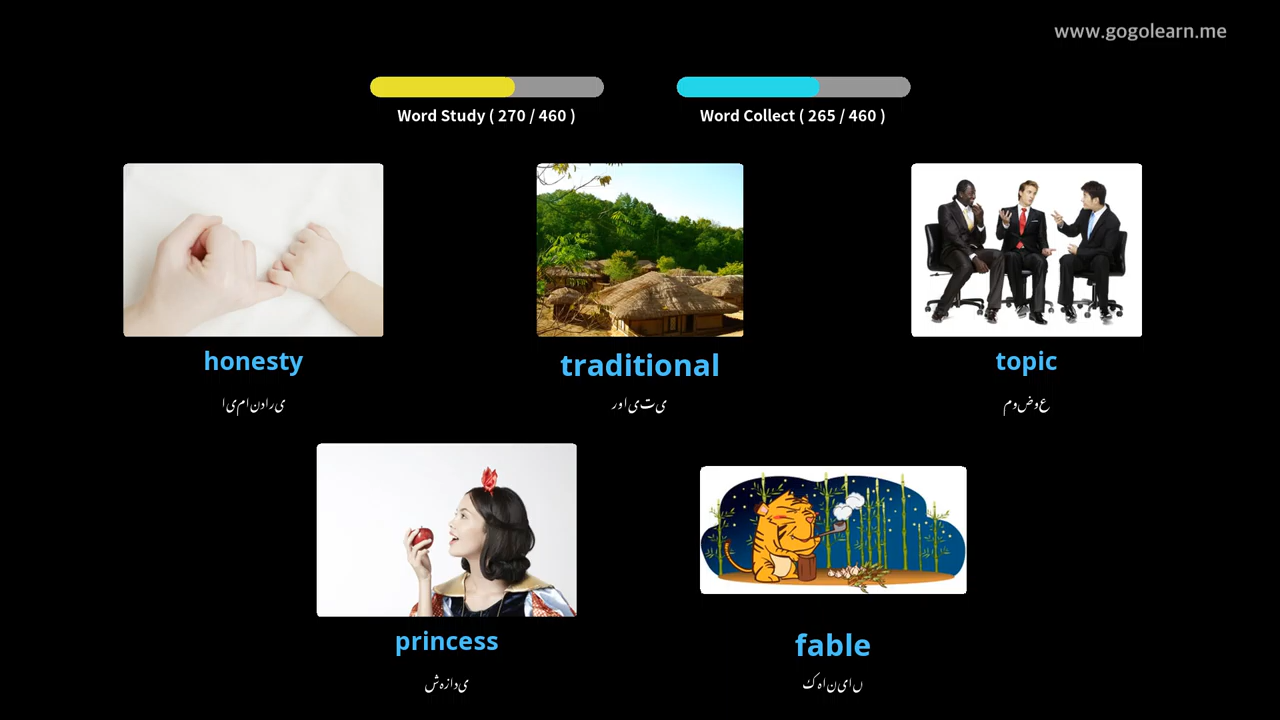 www.gogolearn.me
Word Study ( 270 / 460 )
Word Collect ( 265 / 460 )
honesty
traditional
topic
ایمانداری
روایتی
موضوع
princess
fable
شہزادی
کہانیاں